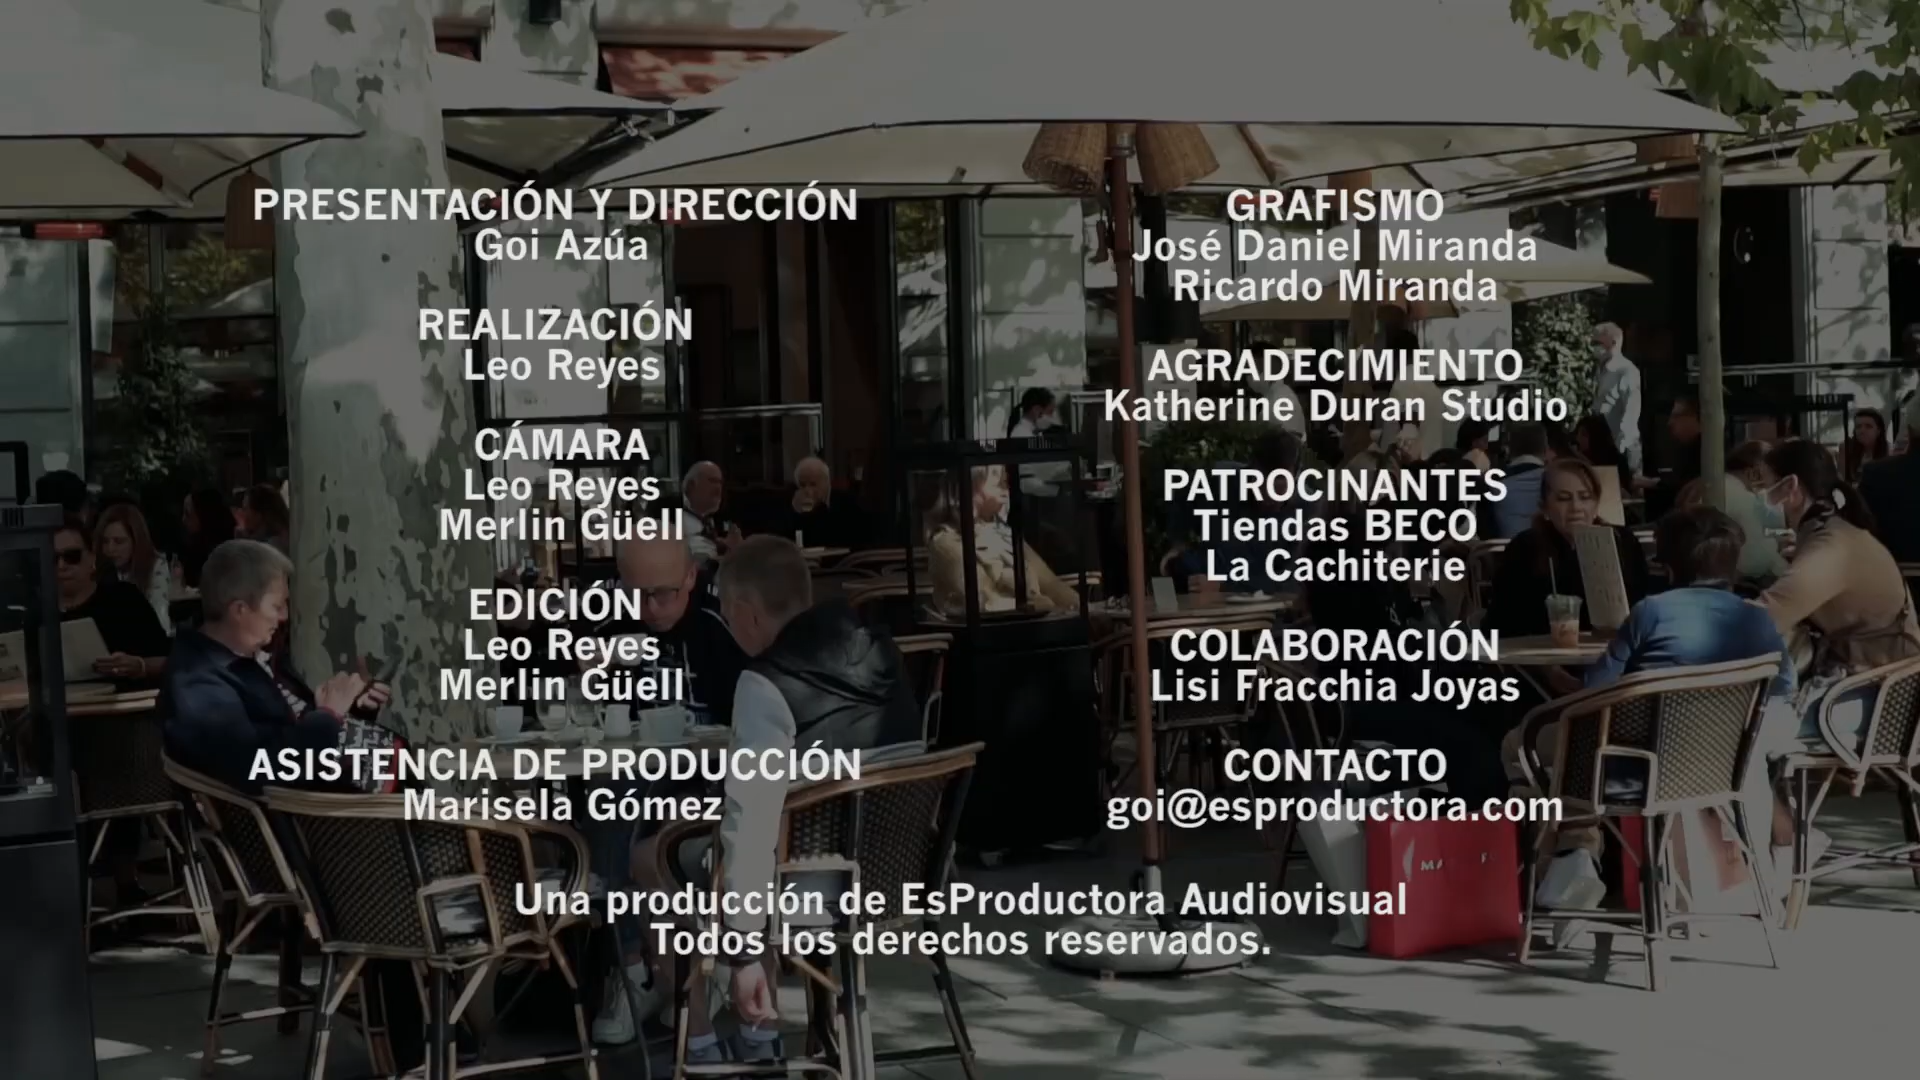 PRESENTACIÓN Y DIRECCIÓN
Goi Azúa
REALIZACIÓN
Leo Reyes
CÁMARA
Leo Reyes
Merlin Güell
EDICIÓN
Leo Reyes
Merlin Güell
ASISTENCIA DE PRODUCCIÓN
Marisela Gómez
GRAFISMO
José Daniel Miranda
Ricardo Miranda
AGRADECIMIENTO
Katherine Duran Studio
PATROCINANTES
Tiendas BECO
La Cachiterie
COLABORACIÓN
Lisi Fracchia Joyas
CONTACTO
goi@esproductora.com
Una producción de EsProductora Audiovisual
Todos los derechos reservados.